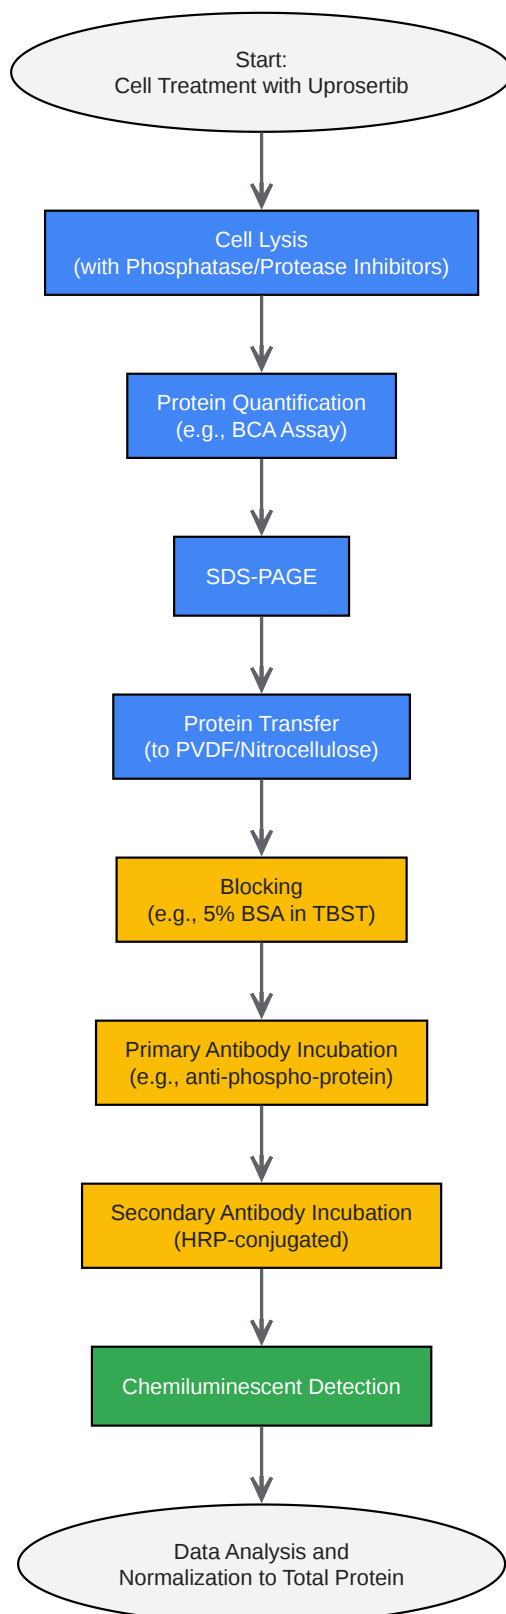 Start:
Cell Treatment with Uprosertib
Cell Lysis
(with Phosphatase/Protease Inhibitors)
Protein Quantification
(e.g., BCA Assay)
SDS-PAGE
Protein Transfer
(to PVDF/Nitrocellulose)
Blocking
(e.g., 5% BSA in TBST)
Primary Antibody Incubation
(e.g., anti-phospho-protein)
Secondary Antibody Incubation
(HRP-conjugated)
Chemiluminescent Detection
Data Analysis and
Normalization to Total Protein